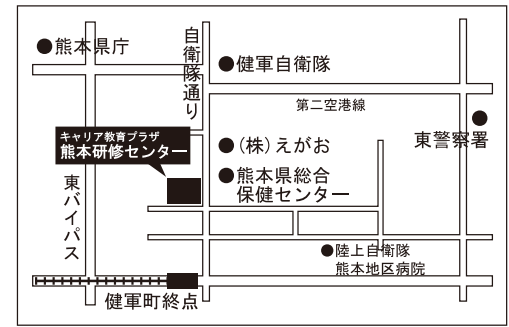 熊本県庁
自衛隊通り
健軍自衛隊
第二空港線
東警察署
キャリア教育プラザ
熊本研修センター
(株)えがお
熊本県総合
保健センター
東バイパス
陸上自衛隊
熊本地区病院
健軍町終点